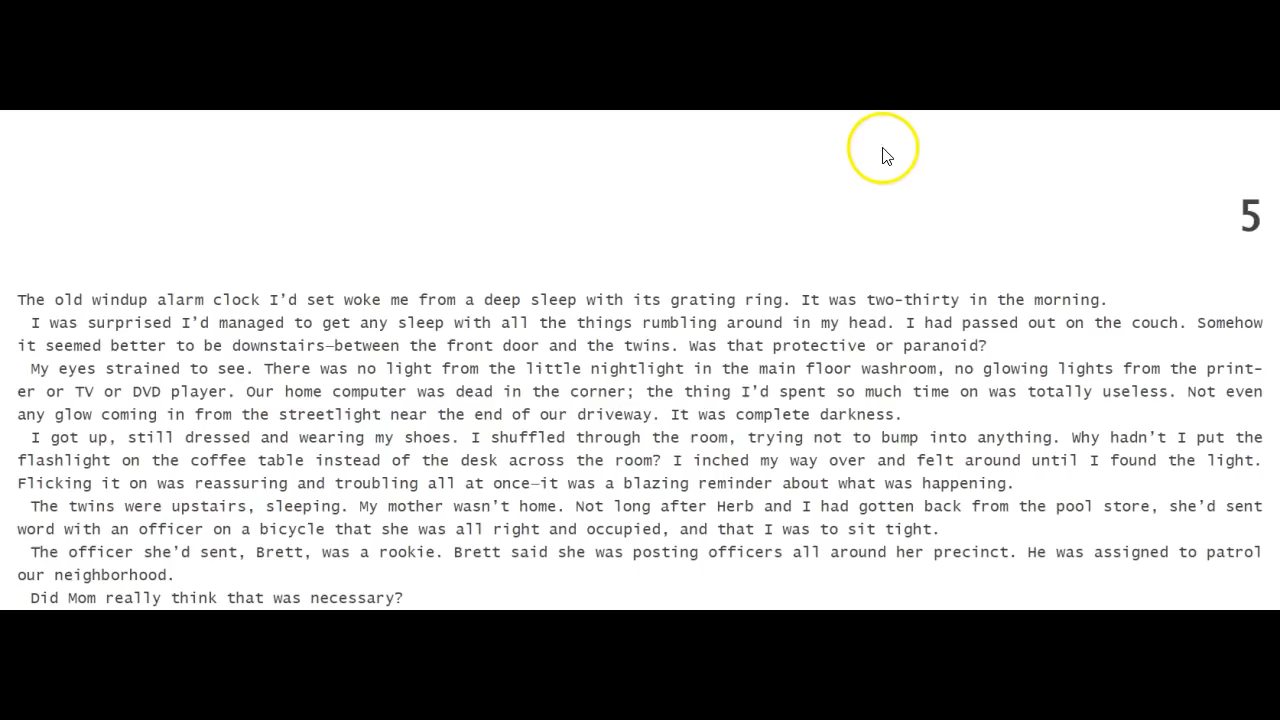 5
The old windup alarm clock I’d set woke me from a deep sleep with its grating ring. It was two-thirty in the morning.
I was surprised I’d managed to get any sleep with all the things rumbling around in my head. I had passed out on the couch. Somehow
it seemed better to be downstairs—between the front door and the twins. Was that protective or paranoid?
My eyes strained to see. There was no light from the little nightlight in the main floor washroom, no glowing lights from the print-
er or TV or DVD player. Our home computer was dead in the corner; the thing I’d spent so much time on was totally useless. Not even
any glow coming in from the streetlight near the end of our driveway. It was complete darkness.
I got up, still dressed and wearing my shoes. I shuffled through the room, trying not to bump into anything. Why hadn’t I put the
flashlight on the coffee table instead of the desk across the room? I inched my way over and felt around until I found the light.
Flicking it on was reassuring and troubling all at once—it was a blazing reminder about what was happening.
The twins were upstairs, sleeping. My mother wasn’t home. Not long after Herb and I had gotten back from the pool store, she’d sent
word with an officer on a bicycle that she was all right and occupied, and that I was to sit tight.
The officer she’d sent, Brett, was a rookie. Brett said she was posting officers all around her precinct. He was assigned to patrol
our neighborhood.
Did Mom really think that was necessary?